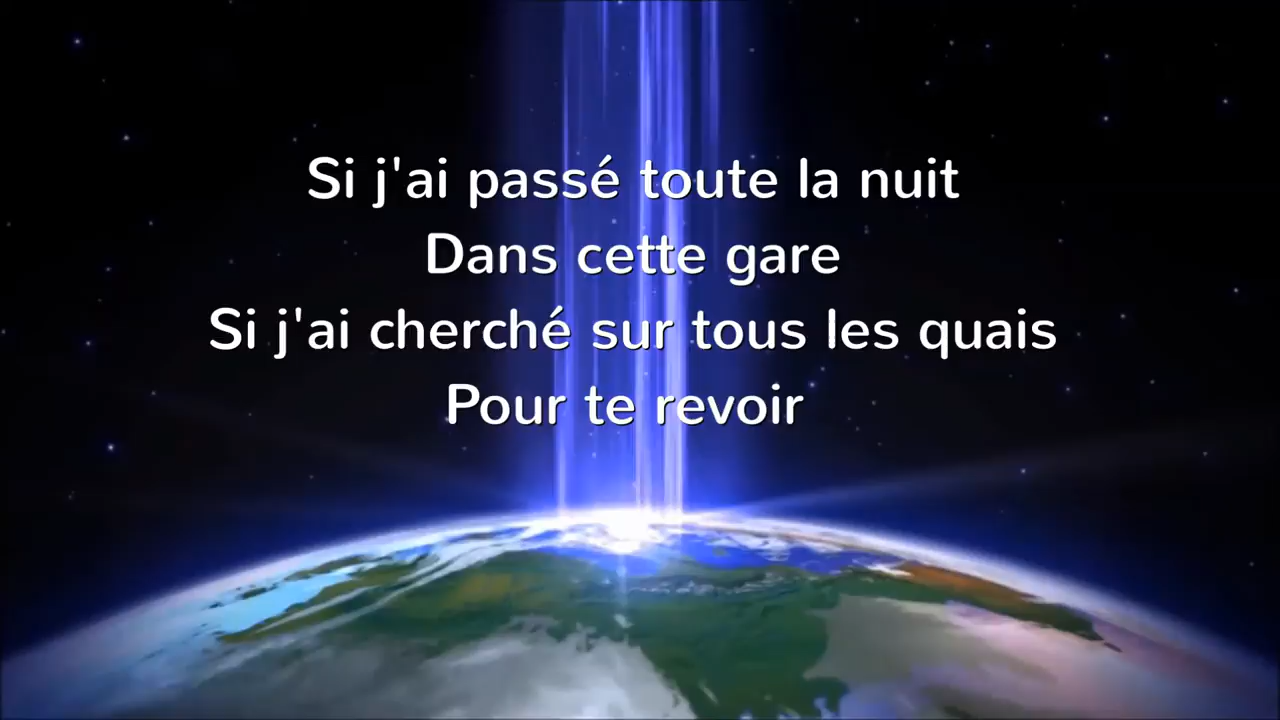 Si j'ai passé toute la nuit
Dans cette gare
Si j'ai cherché sur tous les quais
Pour te revoir